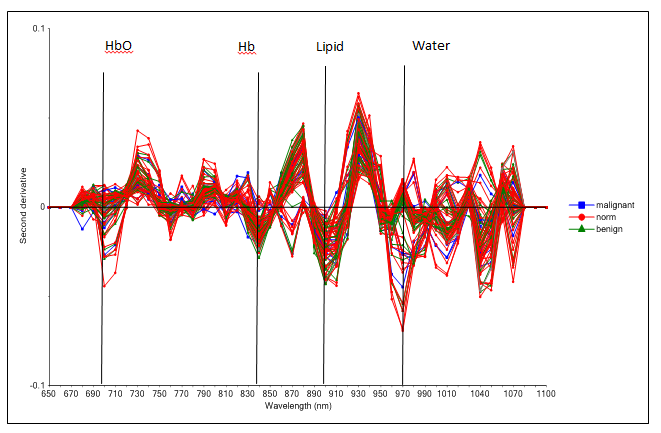 0.1
HbO
Hb
Lipid
Water
Second derivative
0
malignant
norm
benign
-0.1
650 670 690 710 730 750 770 790 810 830 850 870 890 910 930 950 970 990 1010 1040 1070 1100
Wavelength (nm)